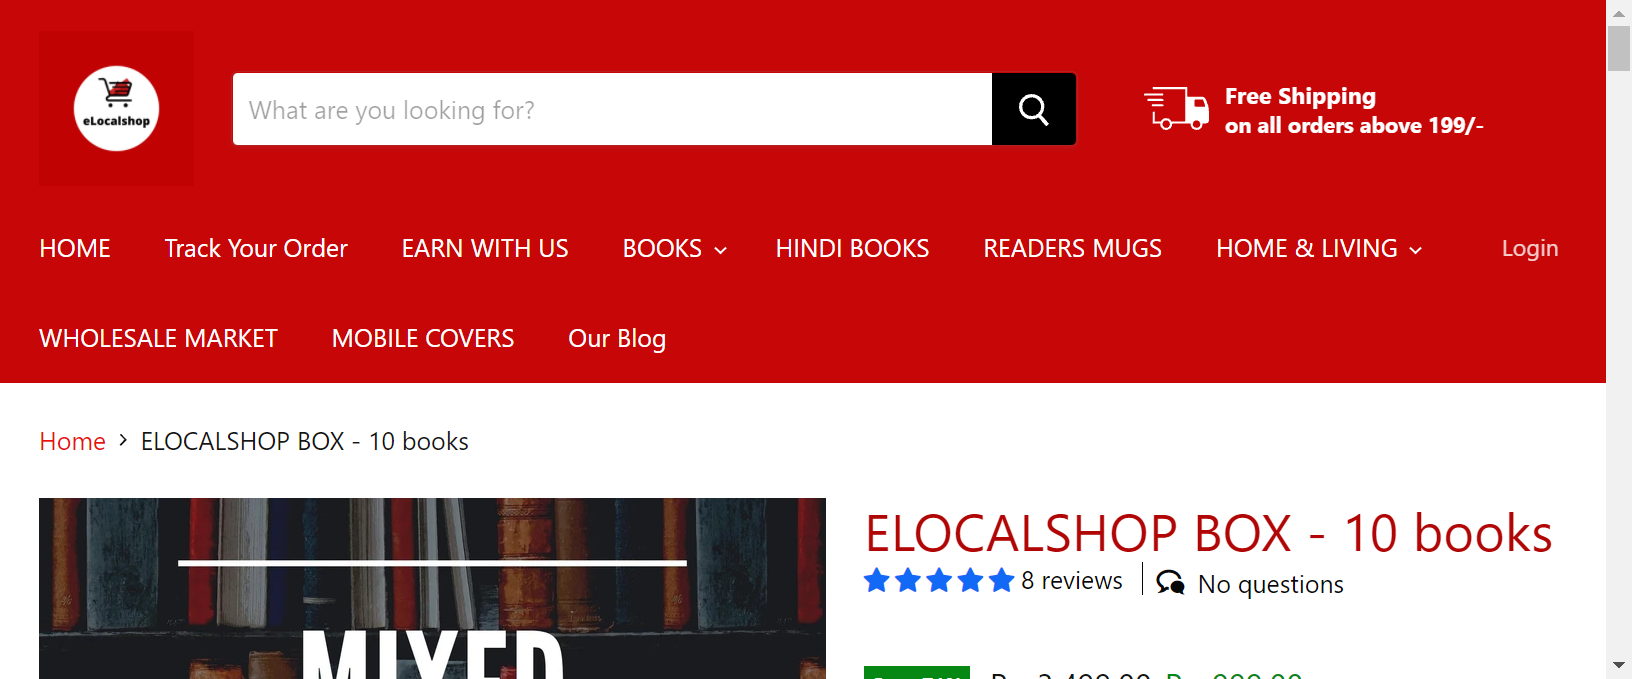 eLocalshop
What are you looking for?
Free Shipping
on all orders above 199/-
HOME
Track Your Order
EARN WITH US
BOOKS
HINDI BOOKS
READERS MUGS
HOME & LIVING
Login
WHOLESALE MARKET
MOBILE COVERS
Our Blog
Home > ELOCALSHOP BOX - 10 books
MIXED
ELOCALSHOP BOX - 10 books
8 reviews
No questions